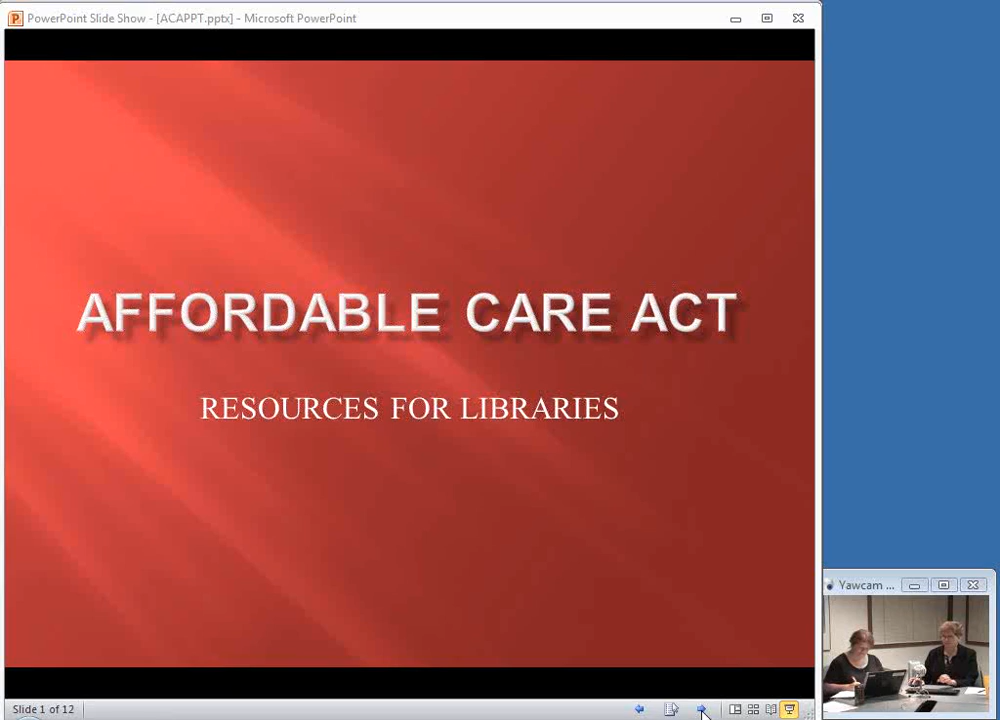 PowerPoint Slide Show - [ACAPPT.pptx] - Microsoft PowerPoint
AFFORDABLE CARE ACT
RESOURCES FOR LIBRARIES
Yawcam ...
Slide 1 of 12